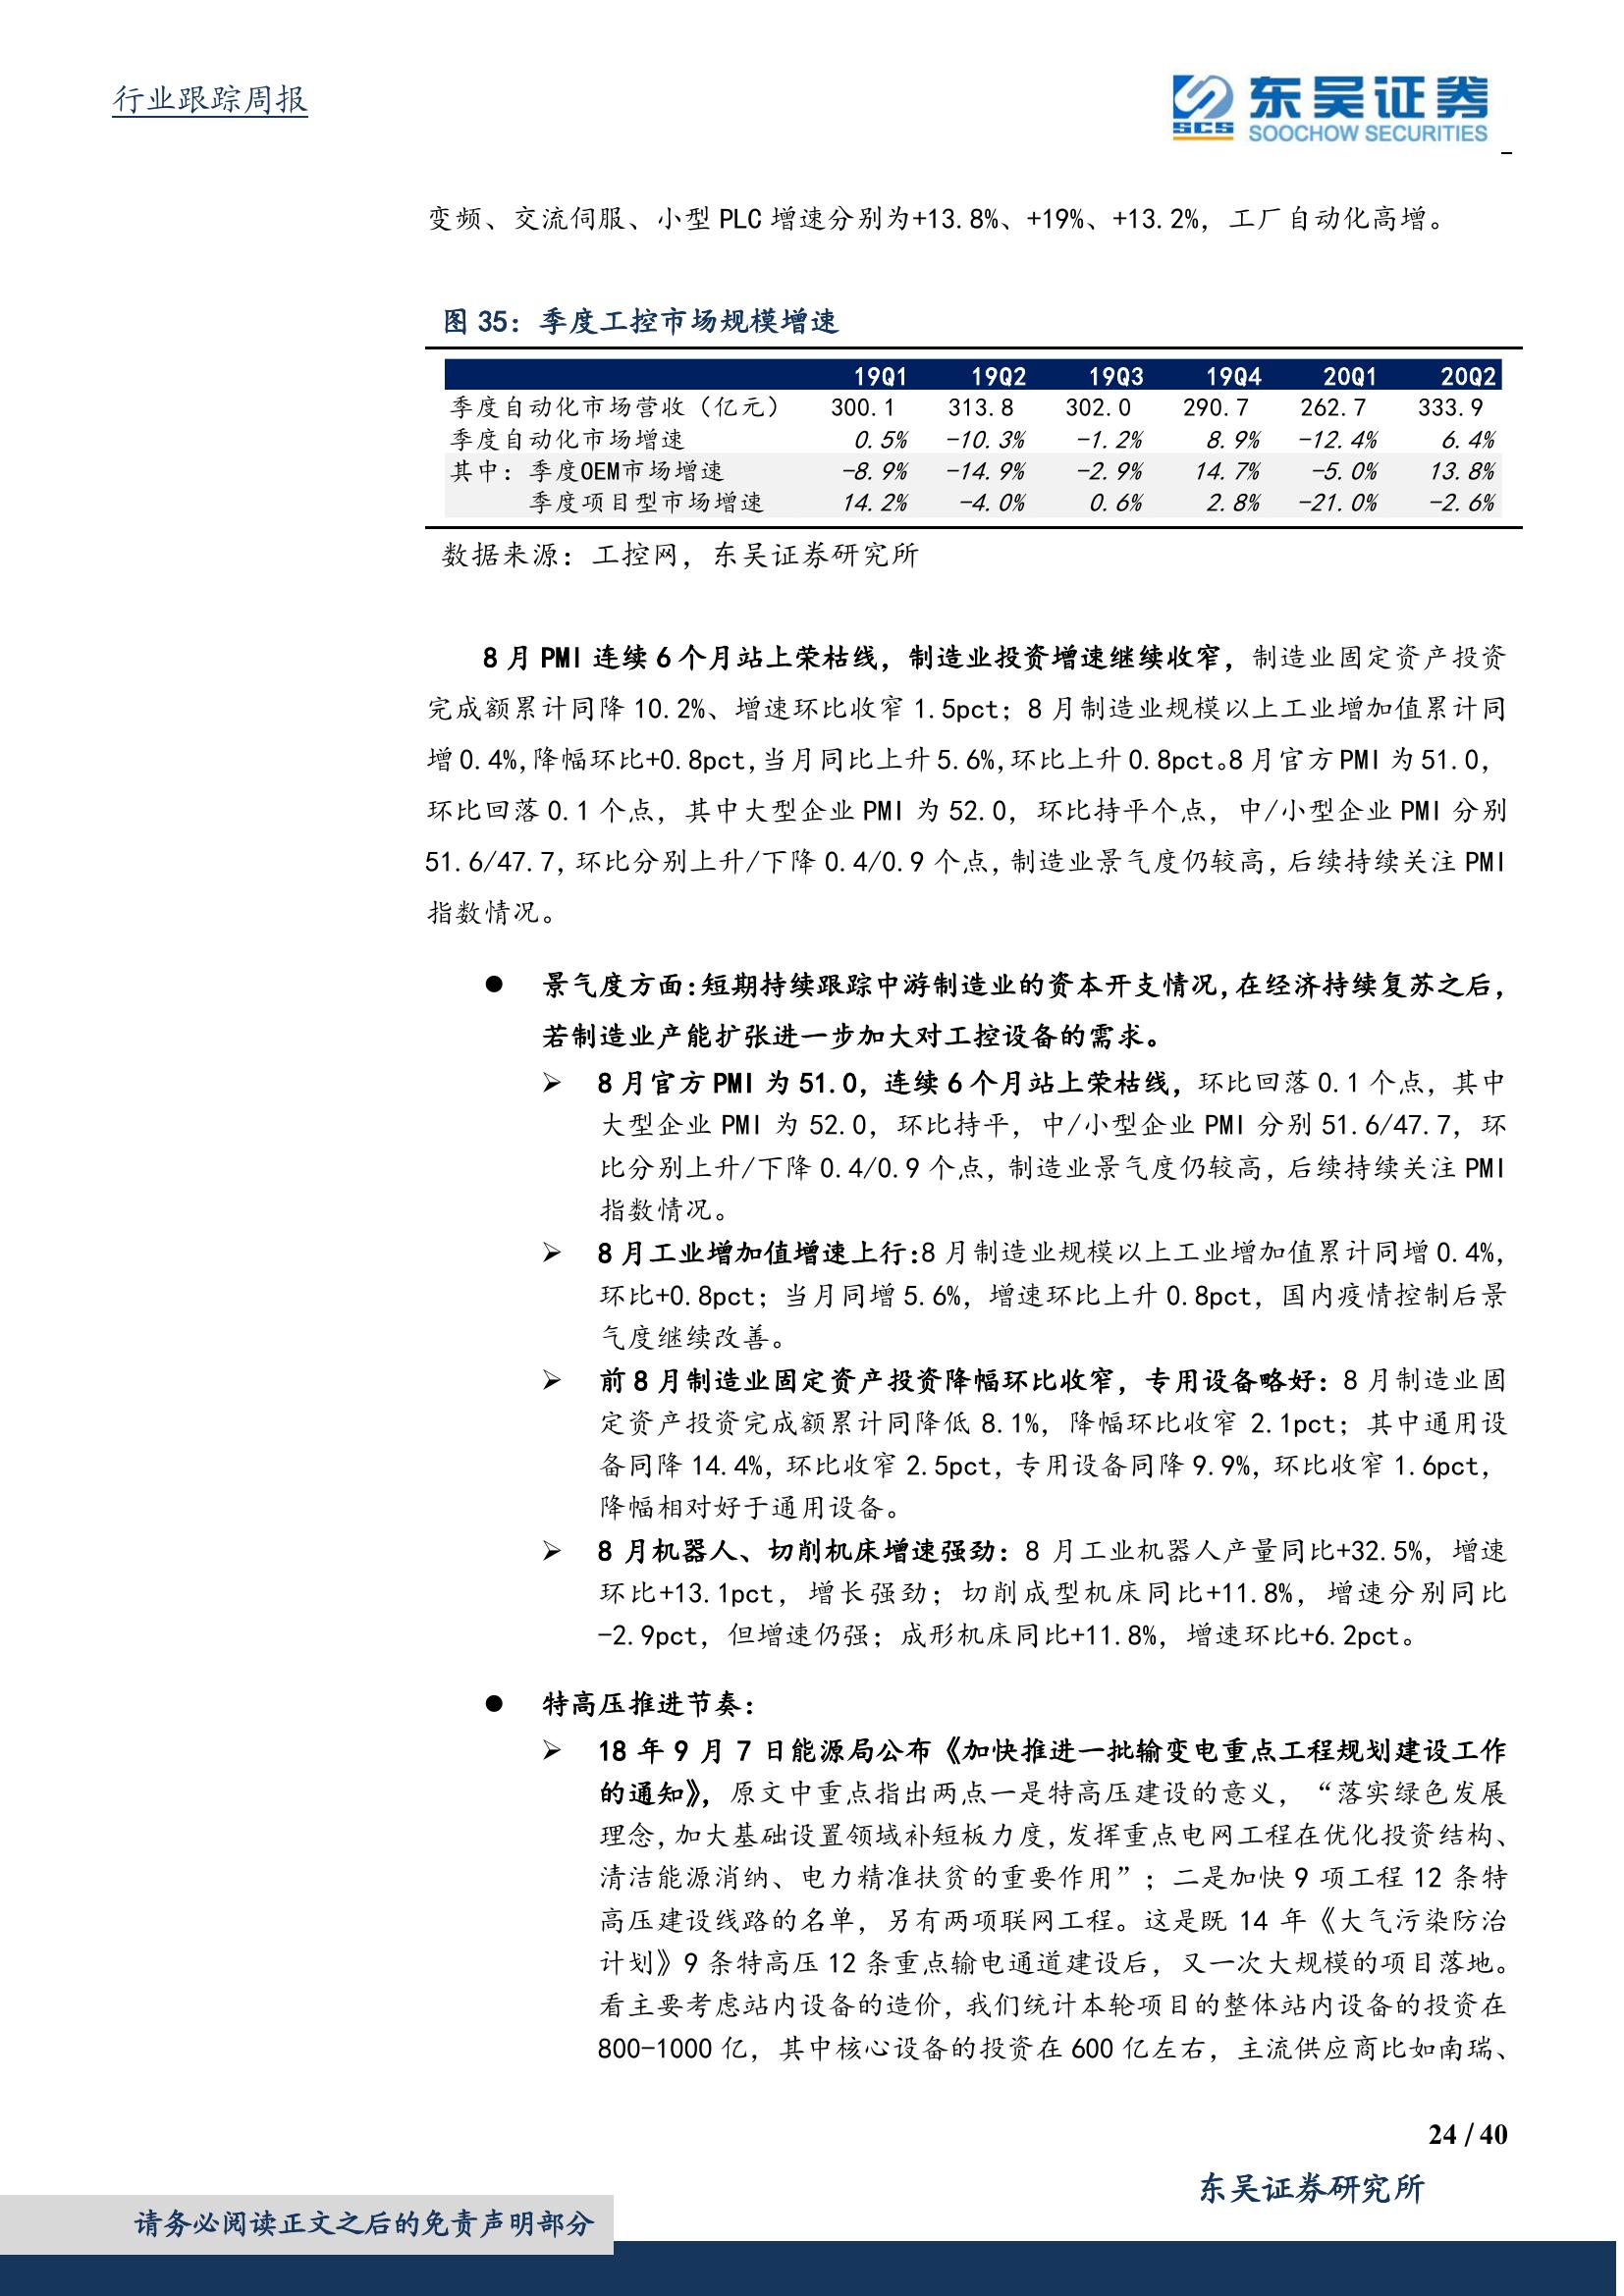 行业跟踪周报
东吴证券
SCS
SOOCHOW SECURITIES
变频、交流伺服、小型 PLC 增速分别为+13.8%、+19%、+13.2%，工厂自动化高增。
图 35：季度工控市场规模增速
19Q1 19Q2 19Q3 19Q4 20Q1 20Q2
季度自动化市场营收（亿元） 300.1 313.8 302.0 290.7 262.7 333.9
季度自动化市场增速 0.5% -10.3% -1.2% 8.9% -12.4% 6.4%
其中：季度OEM市场增速 -8.9% -14.9% -2.9% 14.7% -5.0% 13.8%
季度项目型市场增速 14.2% -4.0% 0.6% 2.8% -21.0% -2.6%
数据来源：工控网，东吴证券研究所
8 月 PMI 连续 6 个月站上荣枯线，制造业投资增速继续收窄，制造业固定资产投资
完成额累计同降 10.2%、增速环比收窄 1.5pct；8 月制造业规模以上工业增加值累计同
增 0.4%,降幅环比+0.8pct,当月同比上升 5.6%,环比上升 0.8pct。8 月官方 PMI 为 51.0，
环比回落 0.1 个点，其中大型企业 PMI 为 52.0，环比持平个点，中/小型企业 PMI 分别
51.6/47.7，环比分别上升/下降 0.4/0.9 个点，制造业景气度仍较高，后续持续关注 PMI
指数情况。
● 景气度方面：短期持续跟踪中游制造业的资本开支情况，在经济持续复苏之后，
若制造业产能扩张进一步加大对工控设备的需求。
➢ 8 月官方 PMI 为 51.0，连续 6 个月站上荣枯线，环比回落 0.1 个点，其中
大型企业 PMI 为 52.0，环比持平，中/小型企业 PMI 分别 51.6/47.7，环
比分别上升/下降 0.4/0.9 个点，制造业景气度仍较高，后续持续关注 PMI
指数情况。
➢ 8 月工业增加值增速上行：8 月制造业规模以上工业增加值累计同增 0.4%，
环比+0.8pct；当月同增 5.6%，增速环比上升 0.8pct，国内疫情控制后景
气度继续改善。
➢ 前 8 月制造业固定资产投资降幅环比收窄，专用设备略好：8 月制造业固
定资产投资完成额累计同降低 8.1%，降幅环比收窄 2.1pct；其中通用设
备同降 14.4%，环比收窄 2.5pct，专用设备同降 9.9%，环比收窄 1.6pct，
降幅相对好于通用设备。
➢ 8 月机器人、切削机床增速强劲：8 月工业机器人产量同比+32.5%，增速
环比+13.1pct，增长强劲；切削成型机床同比+11.8%，增速分别同比
-2.9pct，但增速仍强；成形机床同比+11.8%，增速环比+6.2pct。
● 特高压推进节奏：
➢ 18 年 9 月 7 日能源局公布《加快推进一批输变电重点工程规划建设工作
的通知》，原文中重点指出两点一是特高压建设的意义，“落实绿色发展
理念，加大基础设置领域补短板力度，发挥重点电网工程在优化投资结构、
清洁能源消纳、电力精准扶贫的重要作用”；二是加快 9 项工程 12 条特
高压建设线路的名单，另有两项联网工程。这是既 14 年《大气污染防治
计划》9 条特高压 12 条重点输电通道建设后，又一次大规模的项目落地。
看主要考虑站内设备的造价，我们统计本轮项目的整体站内设备的投资在
800-1000 亿，其中核心设备的投资在 600 亿左右，主流供应商比如南瑞、
24 / 40
东吴证券研究所
请务必阅读正文之后的免责声明部分